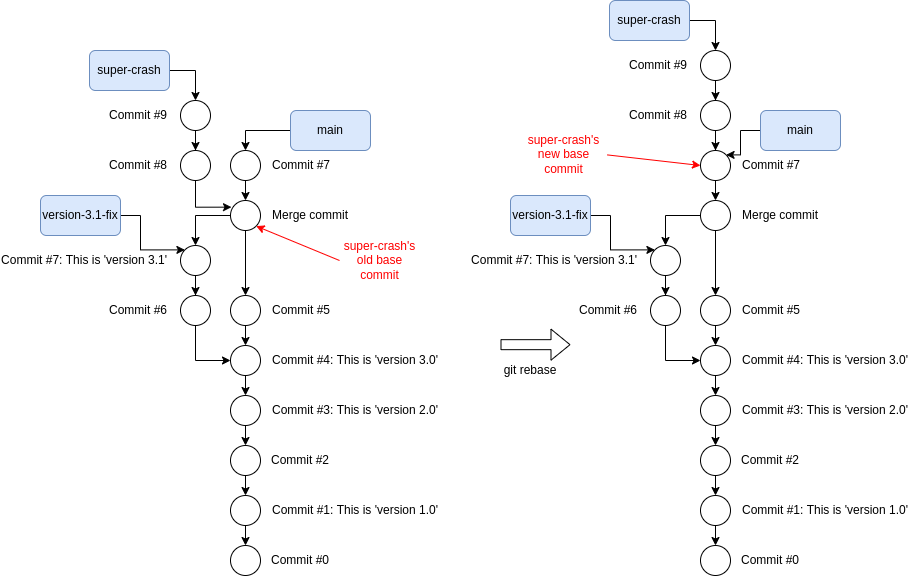 super-crash
Commit #9
main
Commit #8
Commit #7
version-3.1-fix
Merge commit
super-crash's
old base
commit
Commit #7: This is 'version 3.1'
Commit #6
Commit #5
Commit #4: This is 'version 3.0'
Commit #3: This is 'version 2.0'
Commit #2
Commit #1: This is 'version 1.0'
Commit #0
git rebase
super-crash
Commit #9
Commit #8
main
super-crash's
new base
commit
Commit #7
version-3.1-fix
Merge commit
Commit #7: This is 'version 3.1'
Commit #6
Commit #5
Commit #4: This is 'version 3.0'
Commit #3: This is 'version 2.0'
Commit #2
Commit #1: This is 'version 1.0'
Commit #0